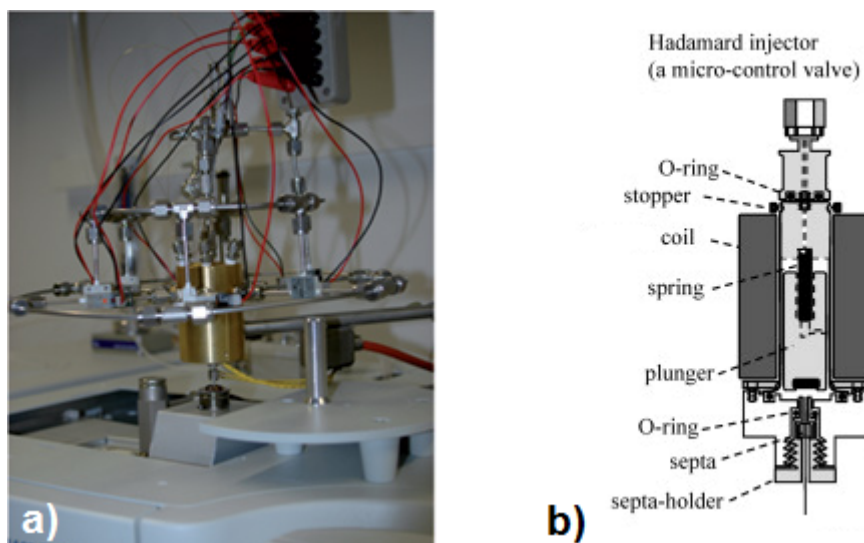 Hadamard injector
(a micro-control valve)
O-ring
stopper
coil
spring
plunger
O-ring
septa
septa-holder
a)
b)